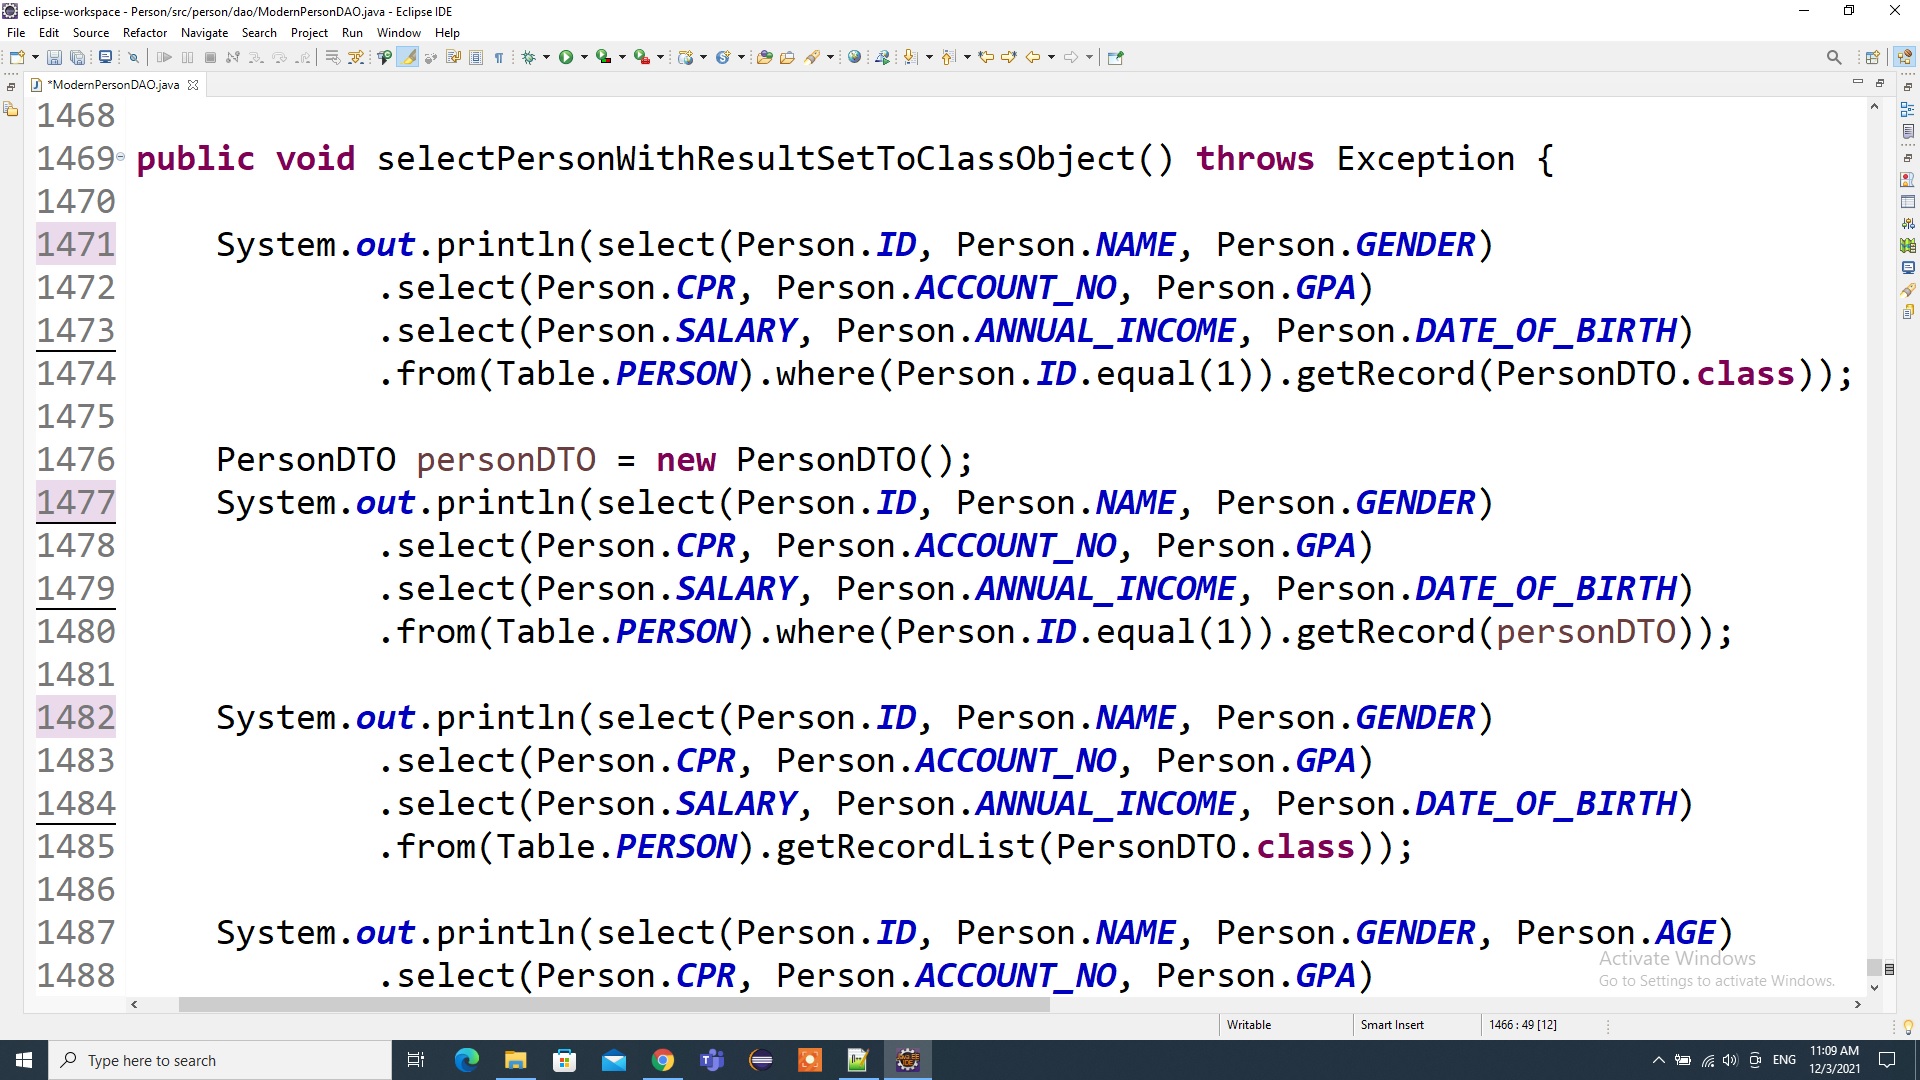 eclipse-workspace - Person/src/person/dao/ModernPersonDAO.java - Eclipse IDE
File Edit Source Refactor Navigate Search Project Run Window Help
*ModernPersonDAO.java
1468
1469 public void selectPersonWithResultSetToClassObject() throws Exception {
1470
1471 System.out.println(select(Person.ID, Person.NAME, Person.GENDER)
1472 .select(Person.CPR, Person.ACCOUNT_NO, Person.GPA)
1473 .select(Person.SALARY, Person.ANNUAL_INCOME, Person.DATE_OF_BIRTH)
1474 .from(Table.PERSON).where(Person.ID.equal(1)).getRecord(PersonDTO.class));
1475
1476 PersonDTO personDTO = new PersonDTO();
1477 System.out.println(select(Person.ID, Person.NAME, Person.GENDER)
1478 .select(Person.CPR, Person.ACCOUNT_NO, Person.GPA)
1479 .select(Person.SALARY, Person.ANNUAL_INCOME, Person.DATE_OF_BIRTH)
1480 .from(Table.PERSON).where(Person.ID.equal(1)).getRecord(personDTO));
1481
1482 System.out.println(select(Person.ID, Person.NAME, Person.GENDER)
1483 .select(Person.CPR, Person.ACCOUNT_NO, Person.GPA)
1484 .select(Person.SALARY, Person.ANNUAL_INCOME, Person.DATE_OF_BIRTH)
1485 .from(Table.PERSON).getRecordList(PersonDTO.class));
1486
1487 System.out.println(select(Person.ID, Person.NAME, Person.GENDER, Person.AGE)
1488 .select(Person.CPR, Person.ACCOUNT_NO, Person.GPA)
Activate Windows
Go to Settings to activate Windows.
Writable Smart Insert 1466 : 49 [12]
Type here to search
ENG
11:09 AM
12/3/2021